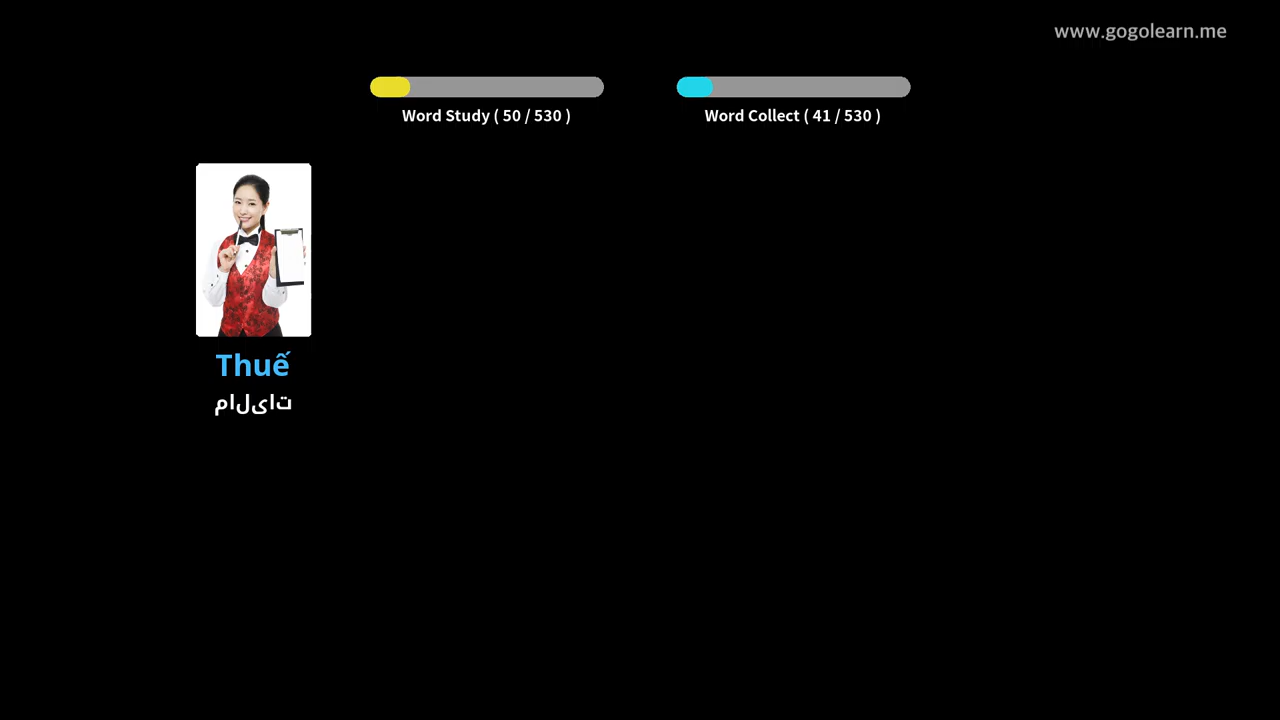 www.gogolearn.me
Word Study ( 50 / 530 )
Word Collect ( 41 / 530 )
Thuế
مالیات